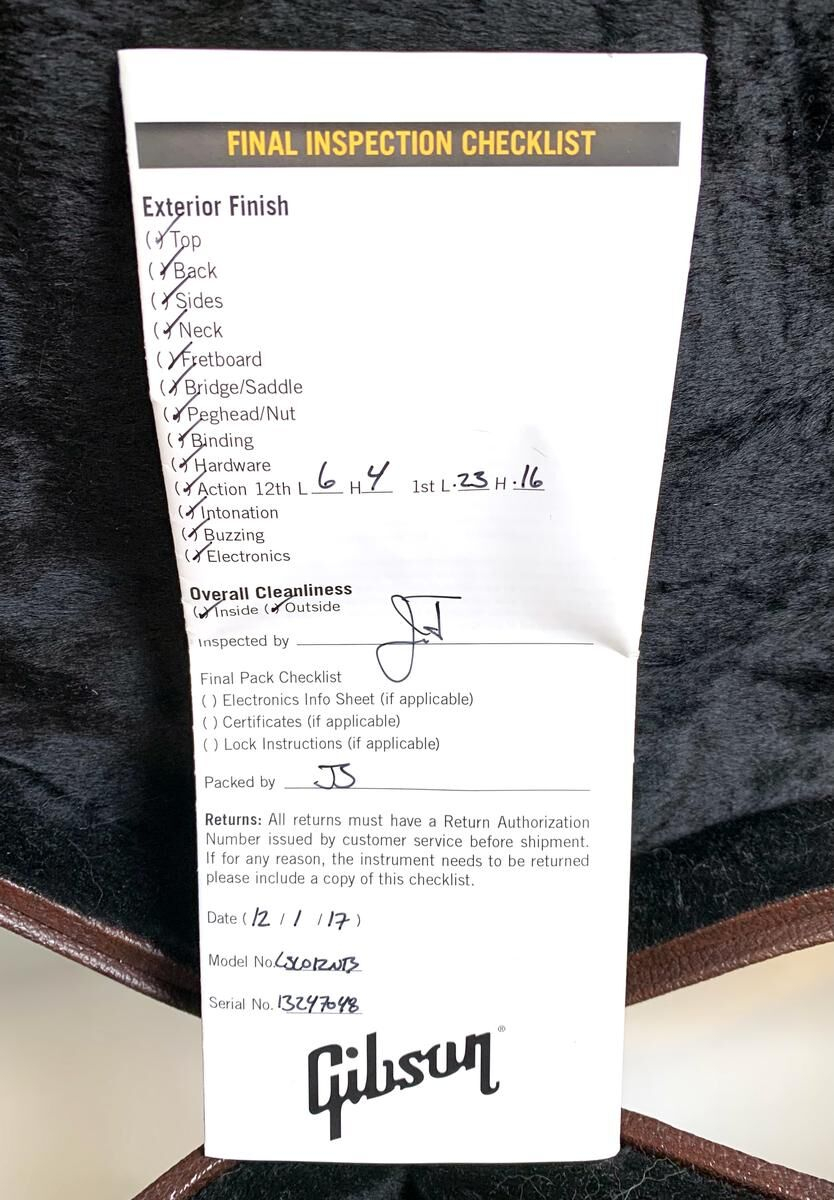 FINAL INSPECTION CHECKLIST
Exterior Finish
(✓) Top
(✓) Back
(✓) Sides
(✓) Neck
(✓) Fretboard
(✓) Bridge/Saddle
(✓) Peghead/Nut
(✓) Binding
(✓) Hardware
(✓) Action 12th L 6 H 4 1st L .23 H .16
(✓) Intonation
(✓) Buzzing
(✓) Electronics
Overall Cleanliness
(✓) Inside (✓) Outside
Inspected by
Final Pack Checklist
( ) Electronics Info Sheet (if applicable)
( ) Certificates (if applicable)
( ) Lock Instructions (if applicable)
Packed by JS
Returns: All returns must have a Return Authorization
Number issued by customer service before shipment.
If for any reason, the instrument needs to be returned
please include a copy of this checklist.
Date ( 12 / 1 / 17 )
Model No.
Serial No. 13247048
Gibson®